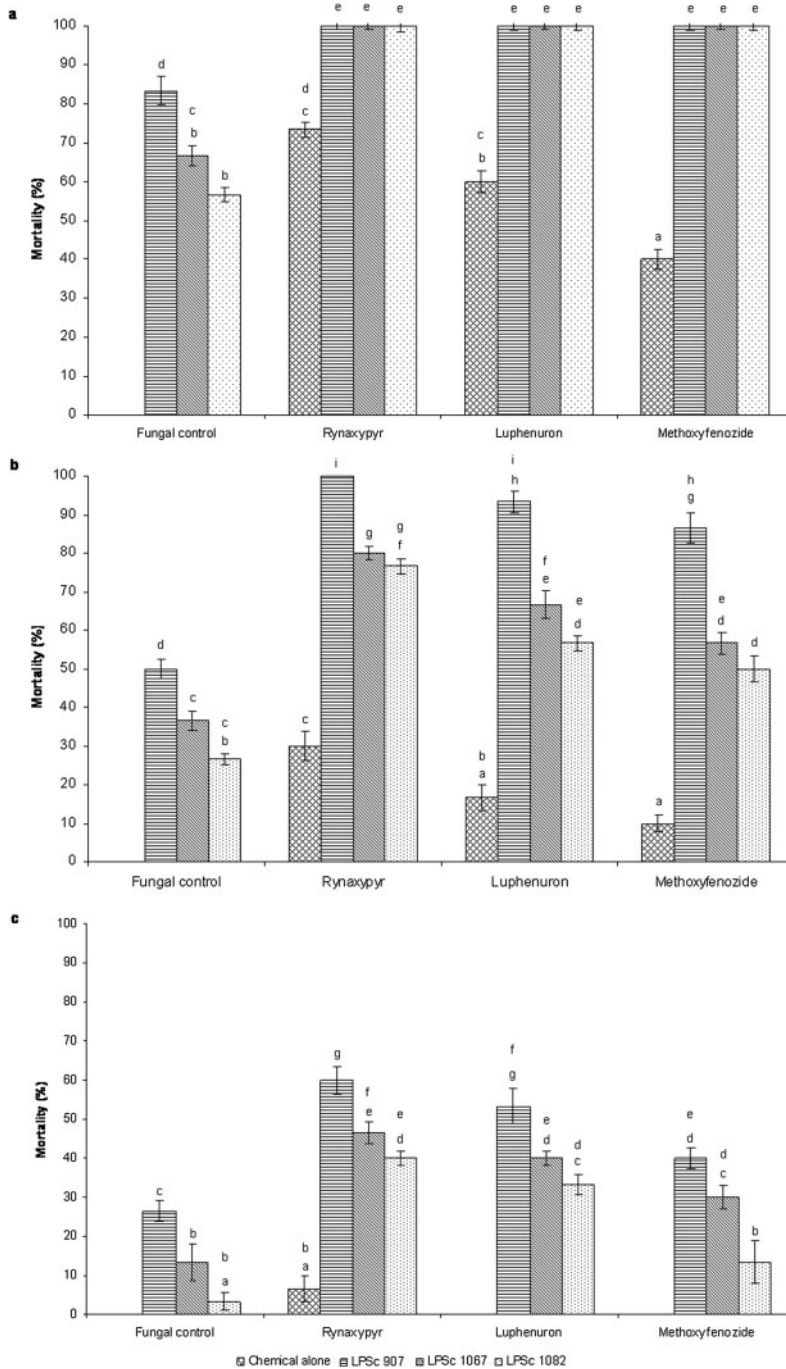 a
Mortality (%)
100
90
80
70
60
50
40
30
20
10
0
d
c
b
b
d
c
e e e
c
b
e e e
a
e e e
Fungal control Rynaxypyr Luphenuron Methoxyfenozide
b
Mortality (%)
100
90
80
70
60
50
40
30
20
10
0
d
c
c
b
c
i
g
g
f
b
a
i
h
f
e
e
d
a
h
g
e
d
d
Fungal control Rynaxypyr Luphenuron Methoxyfenozide
c
Mortality (%)
100
90
80
70
60
50
40
30
20
10
0
c
b
b
a
b
a
g
f
e
e
d
f
g
e
d
d
c
e
d
d
c
b
Fungal control Rynaxypyr Luphenuron Methoxyfenozide
Chemical alone LPSc 907 LPSc 1067 LPSc 1082